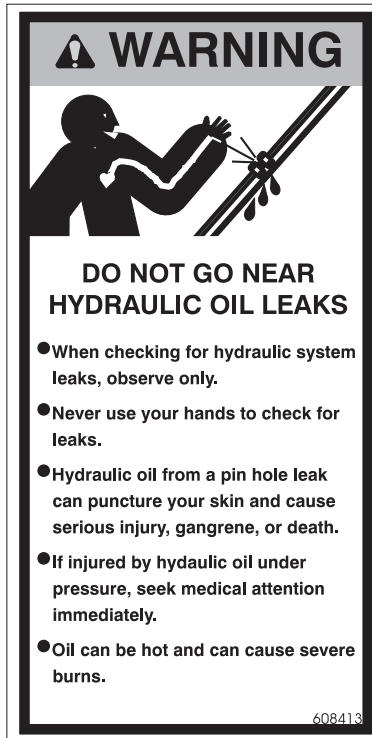 WARNING
DO NOT GO NEAR
HYDRAULIC OIL LEAKS
●When checking for hydraulic system
leaks, observe only.
●Never use your hands to check for
leaks.
●Hydraulic oil from a pin hole leak
can puncture your skin and cause
serious injury, gangrene, or death.
●If injured by hydaulic oil under
pressure, seek medical attention
immediately.
●Oil can be hot and can cause severe
burns.
608413